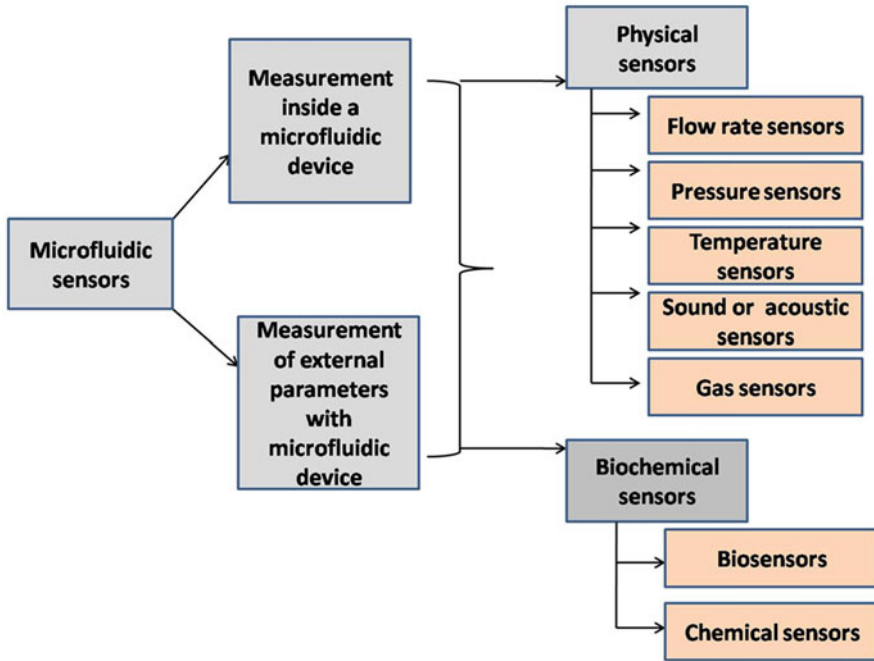 Microfluidic
sensors
Measurement
inside a
microfluidic
device
Measurement
of external
parameters
with
microfluidic
device
Physical
sensors
Flow rate sensors
Pressure sensors
Temperature
sensors
Sound or acoustic
sensors
Gas sensors
Biochemical
sensors
Biosensors
Chemical sensors